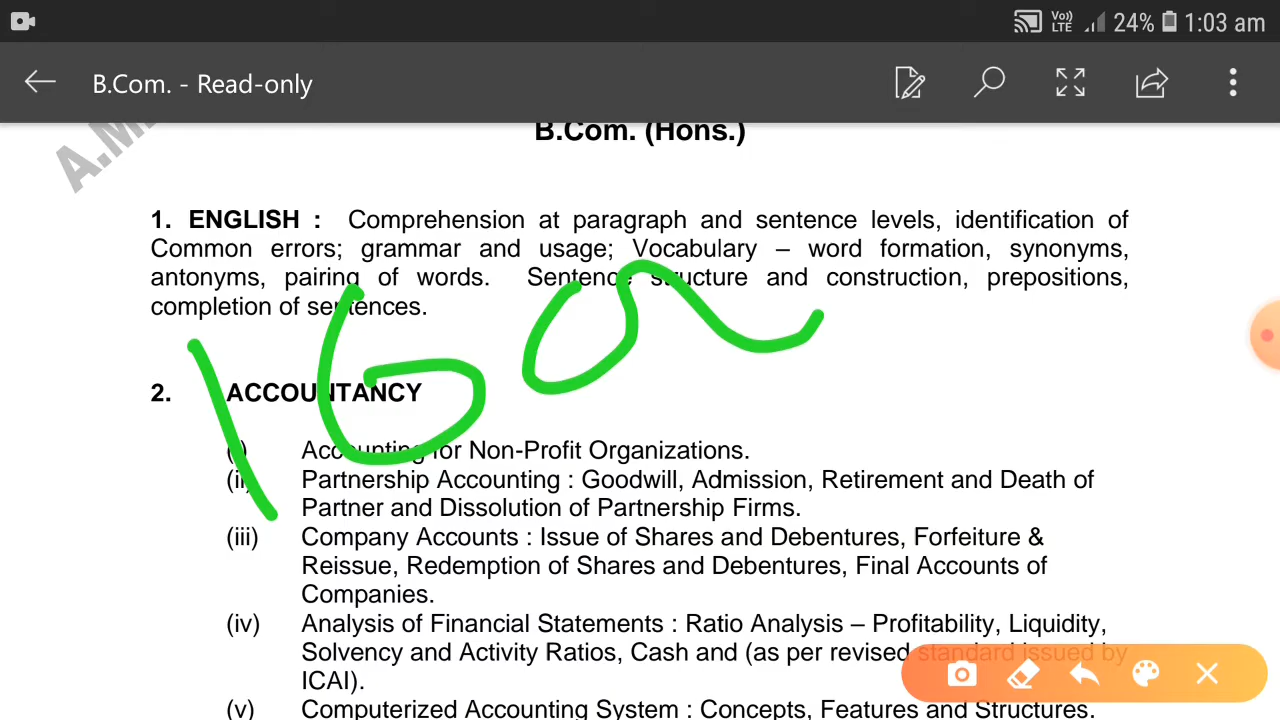 Vo)) LTE 24% 1:03 am
B.Com. - Read-only
B.Com. (Hons.)
1. ENGLISH : Comprehension at paragraph and sentence levels, identification of
Common errors; grammar and usage; Vocabulary – word formation, synonyms,
antonyms, pairing of words. Sentence structure and construction, prepositions,
completion of sentences.
2. ACCOUNTANCY
(i) Accounting for Non-Profit Organizations.
(ii) Partnership Accounting : Goodwill, Admission, Retirement and Death of
Partner and Dissolution of Partnership Firms.
(iii) Company Accounts : Issue of Shares and Debentures, Forfeiture &
Reissue, Redemption of Shares and Debentures, Final Accounts of
Companies.
(iv) Analysis of Financial Statements : Ratio Analysis – Profitability, Liquidity,
Solvency and Activity Ratios, Cash and (as per revised standard issued by
ICAI).
(v) Computerized Accounting System : Concepts, Features and Structures.